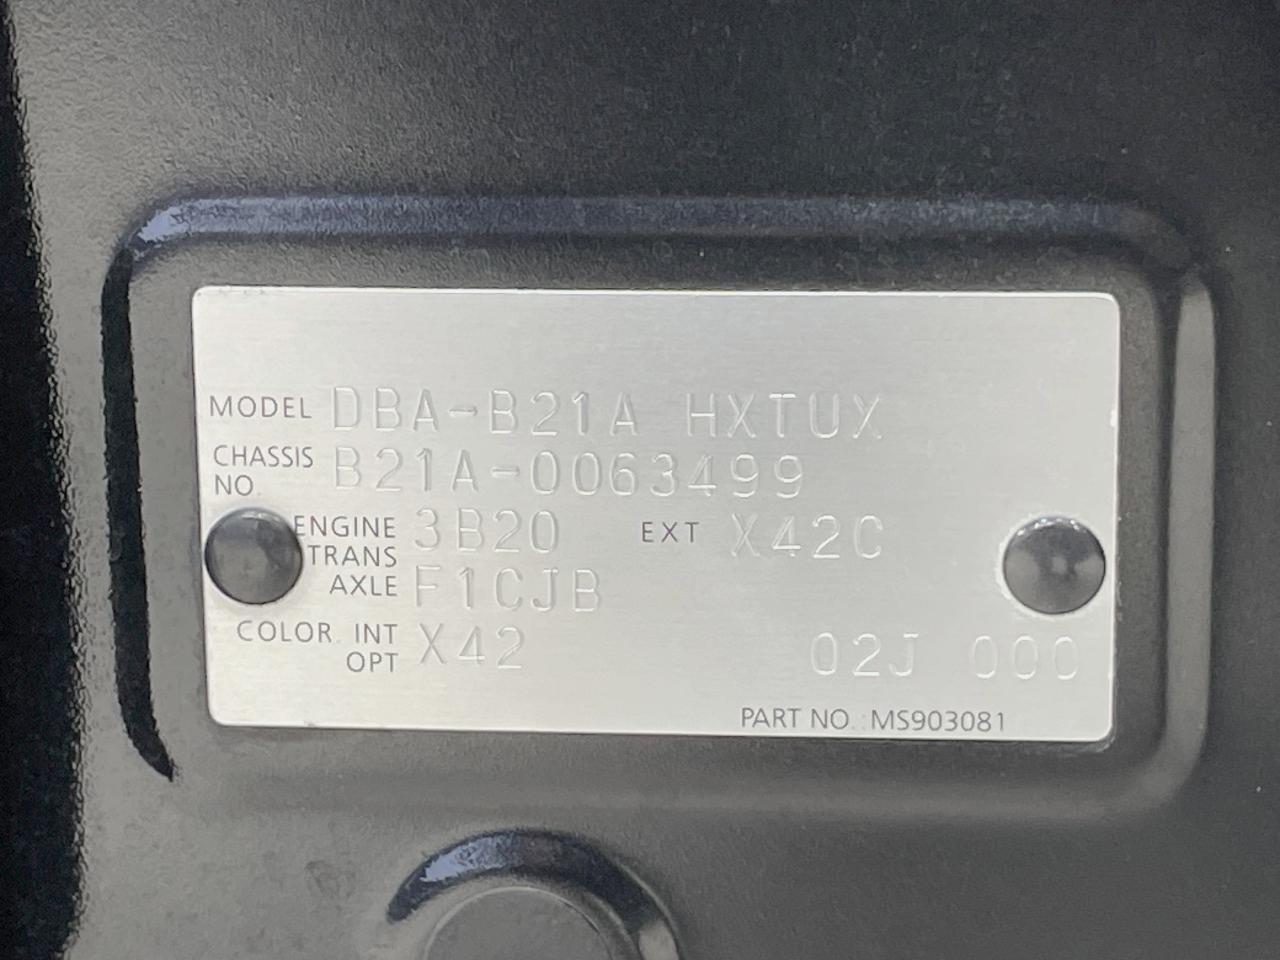 MODEL DBA-B21A HXTUX
CHASSIS NO. B21A-0063499
ENGINE 3B20 EXT X42C
TRANS AXLE F1CJB
COLOR INT X42
OPT 02J 000
PART NO. : MS903081